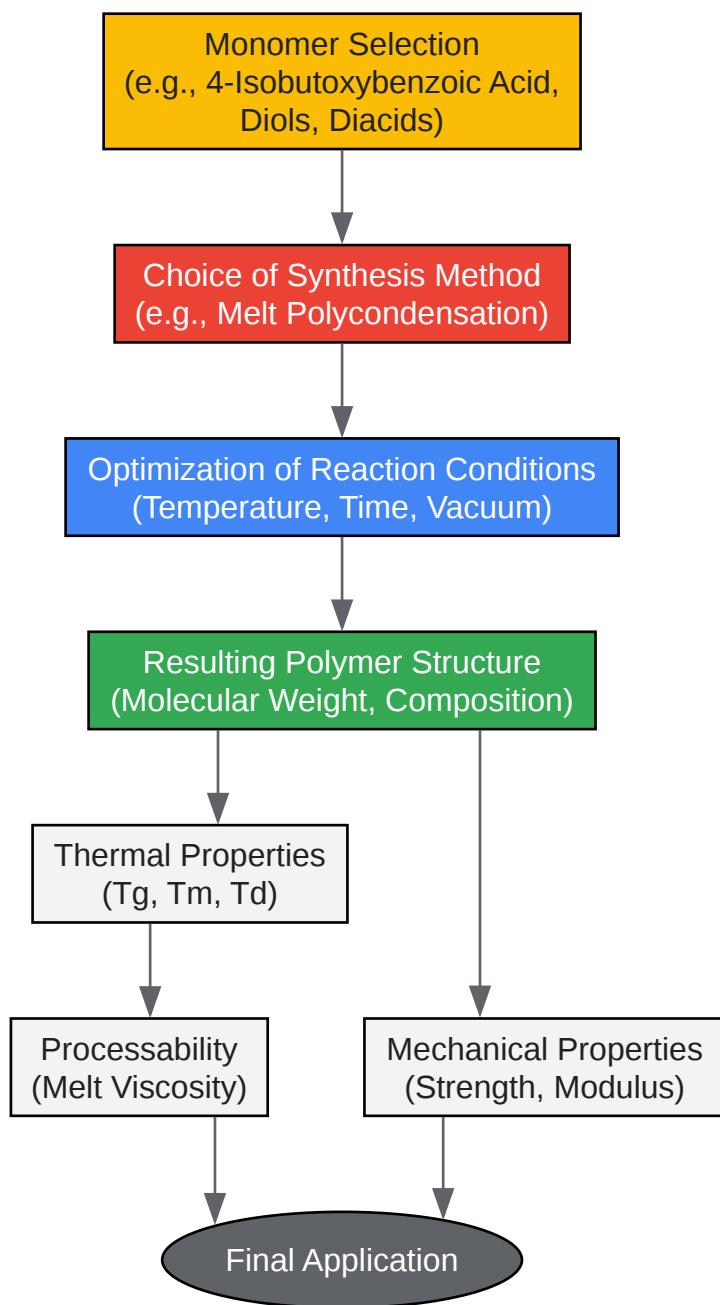 Monomer Selection
(e.g., 4-Isobutoxybenzoic Acid,
Diols, Diacids)
Choice of Synthesis Method
(e.g., Melt Polycondensation)
Optimization of Reaction Conditions
(Temperature, Time, Vacuum)
Resulting Polymer Structure
(Molecular Weight, Composition)
Thermal Properties
(Tg, Tm, Td)
Processability
(Melt Viscosity)
Mechanical Properties
(Strength, Modulus)
Final Application